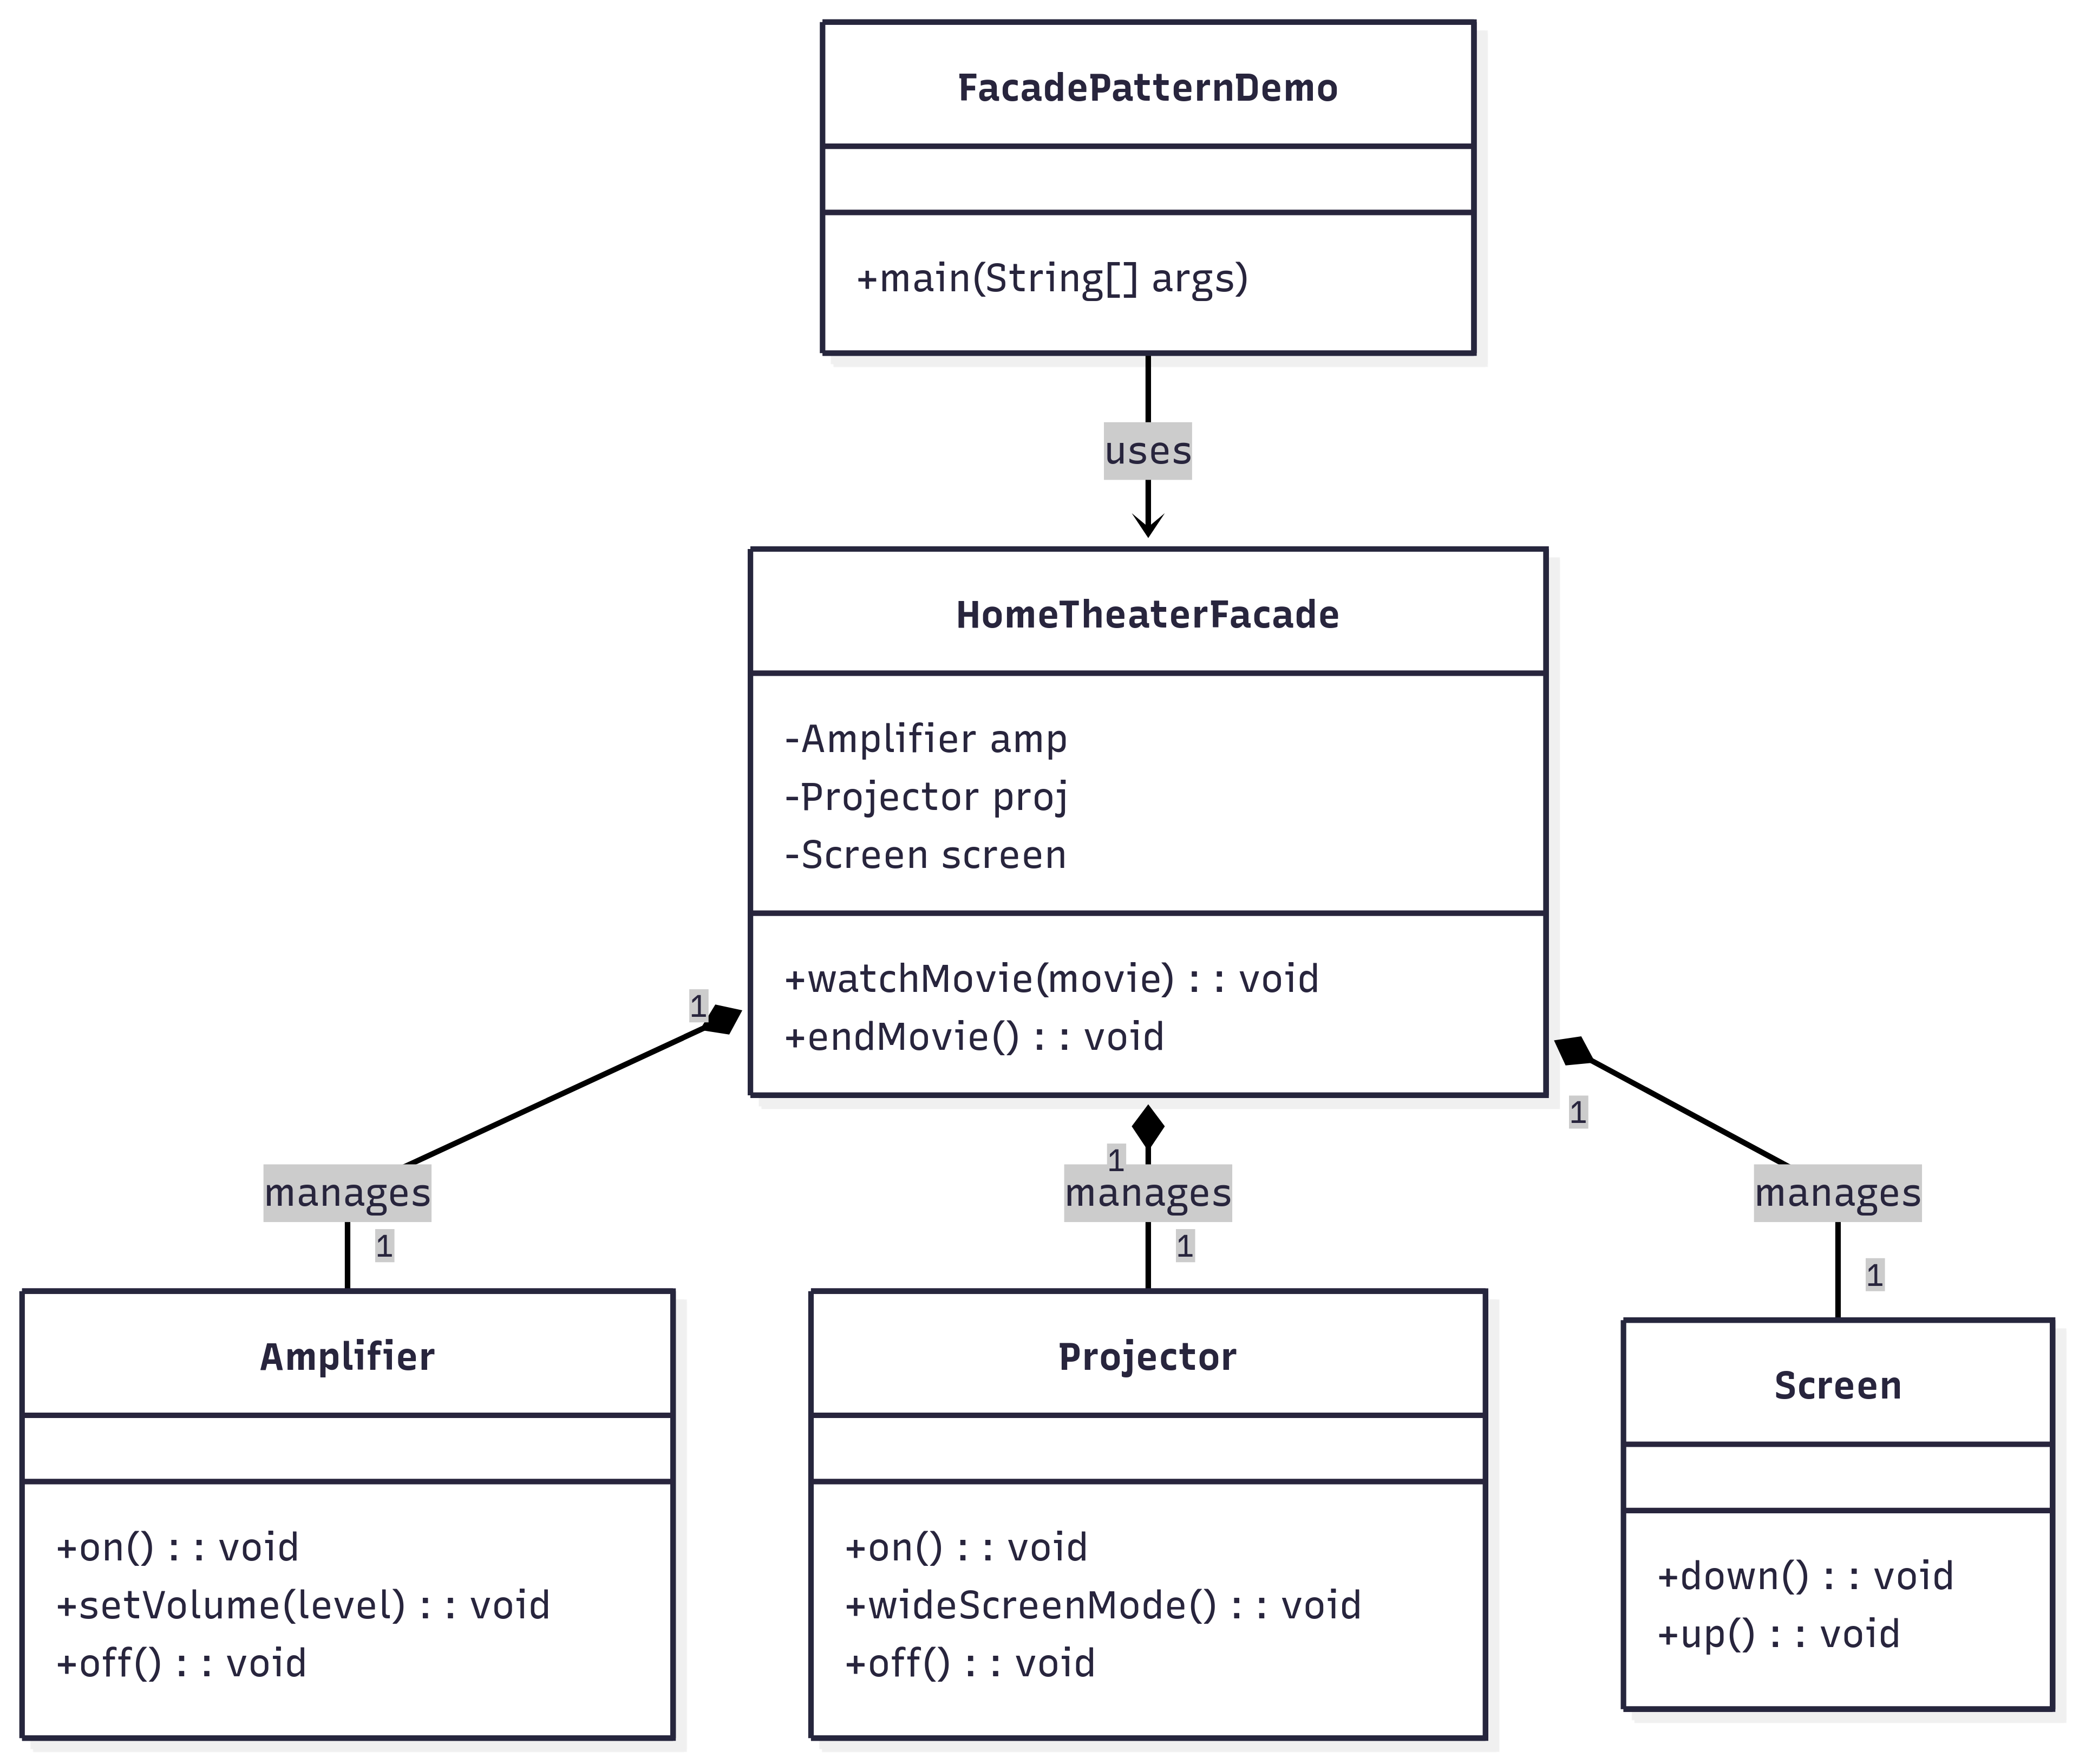 FacadePatternDemo
+main(String[] args)
uses
HomeTheaterFacade
-Amplifier amp
-Projector proj
-Screen screen
+watchMovie(movie) : : void
+endMovie() : : void
1
1
1
manages
manages
manages
1
1
1
Amplifier
+on() : : void
+setVolume(level) : : void
+off() : : void
Projector
+on() : : void
+wideScreenMode() : : void
+off() : : void
Screen
+down() : : void
+up() : : void